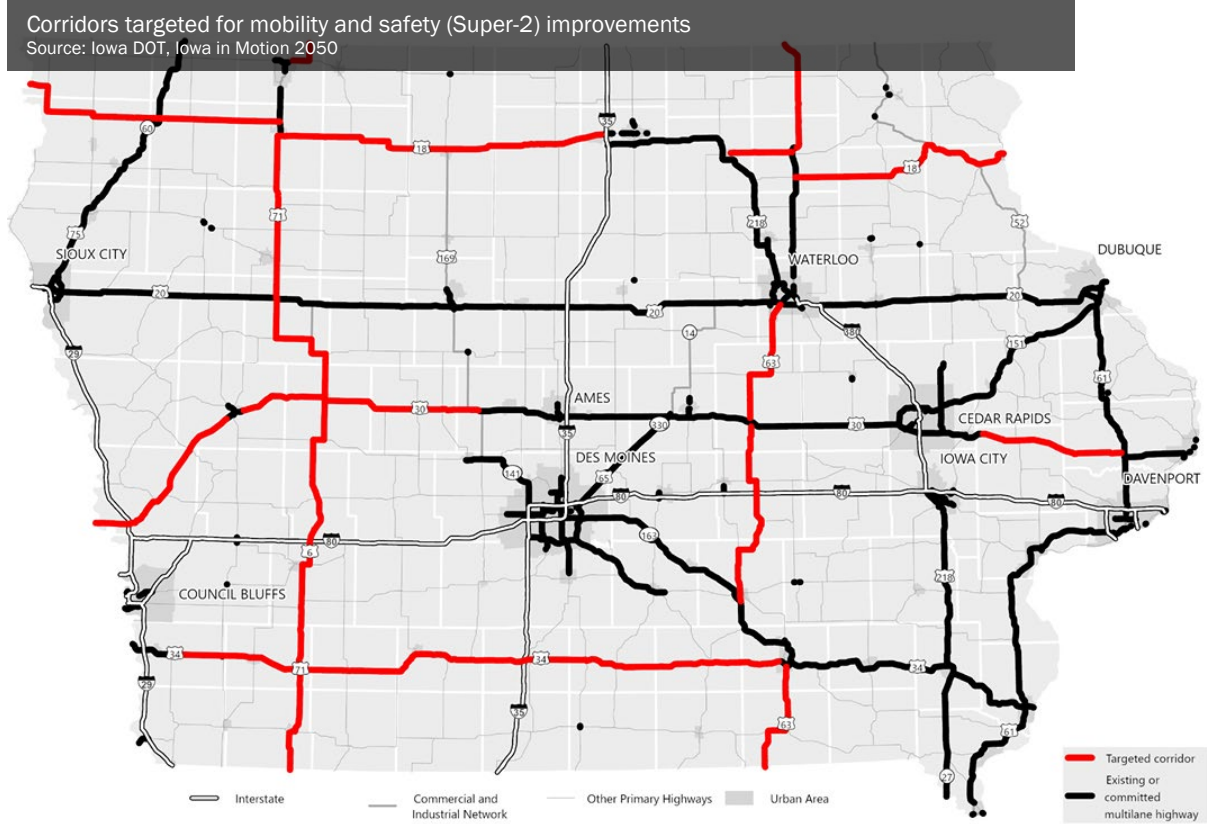 Corridors targeted for mobility and safety (Super-2) improvements
Source: Iowa DOT, Iowa in Motion 2050
35
60
18
18
71
218
52
75
SIOUX CITY
169
WATERLOO
DUBUQUE
20
20
20
14
380
151
29
63
61
AMES
30
330
30
CEDAR RAPIDS
35
DES MOINES
IOWA CITY
141
65
DAVENPORT
80
80
80
163
6
80
218
COUNCIL BLUFFS
34
71
34
34
29
35
63
61
27
Targeted corridor
Existing or
committed
multilane highway
Interstate
Commercial and
Industrial Network
Other Primary Highways
Urban Area